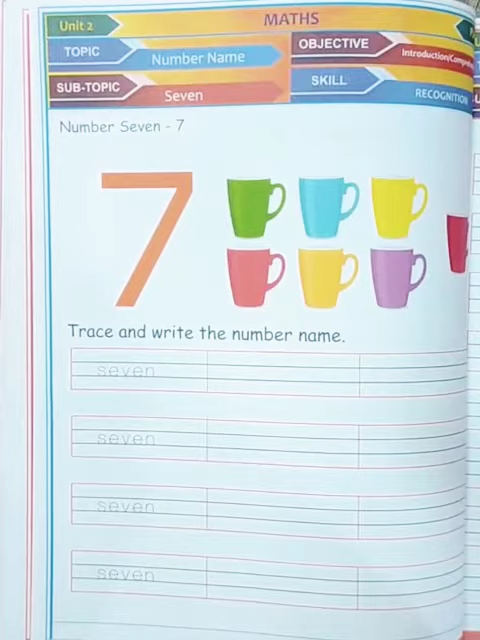 Unit 2
MATHS
TOPIC
Number Name
OBJECTIVE
SUB-TOPIC
Seven
SKILL
RECOGNITION
Number Seven - 7
7
Trace and write the number name.
seven
seven
seven
seven